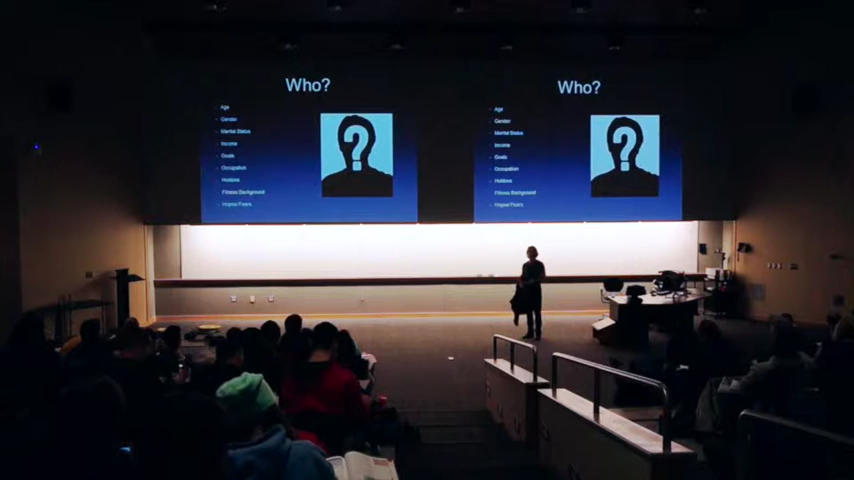 Who?
- Age
- Gender
- Marital Status
- Income
- Goals
- Occupation
- Hobbies
- Fitness Background
- Hopes/Fears
Who?
- Age
- Gender
- Marital Status
- Income
- Goals
- Occupation
- Hobbies
- Fitness Background
- Hopes/Fears